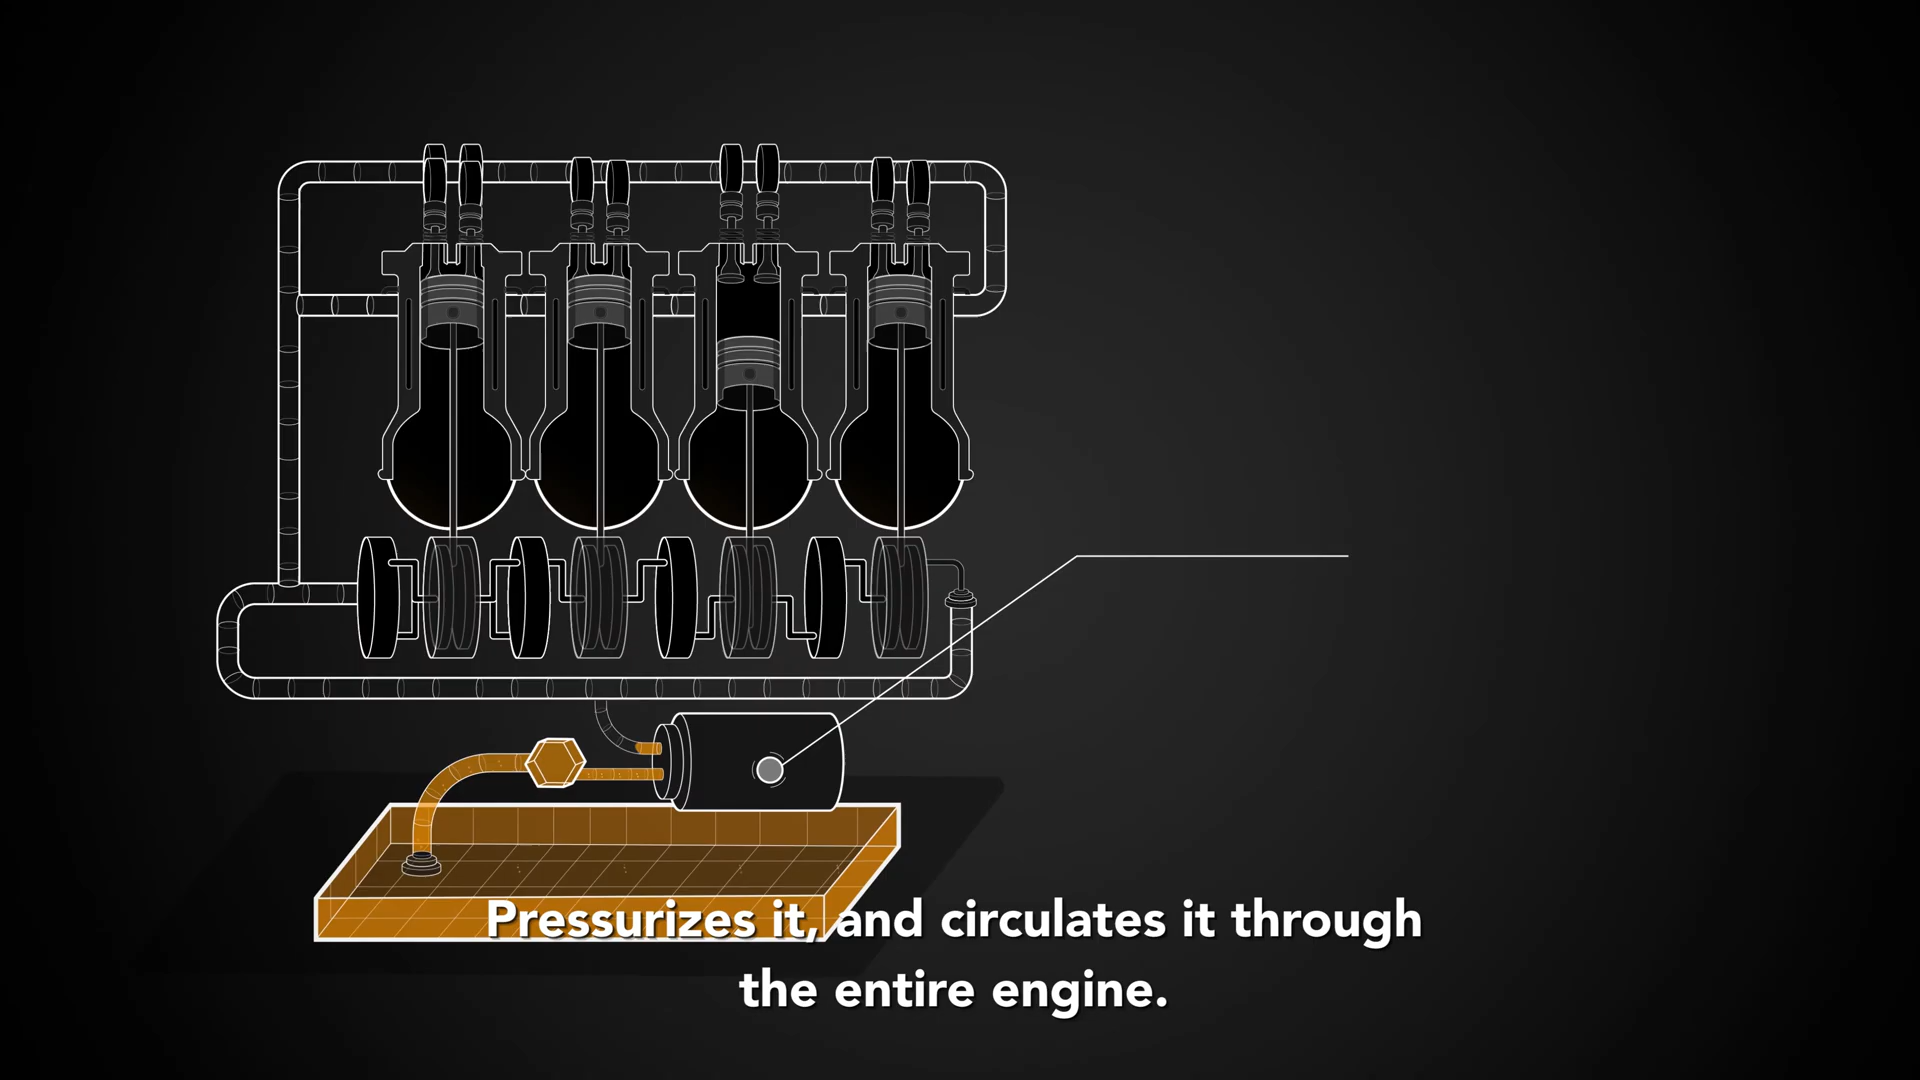 Pressurizes it, and circulates it through
the entire engine.